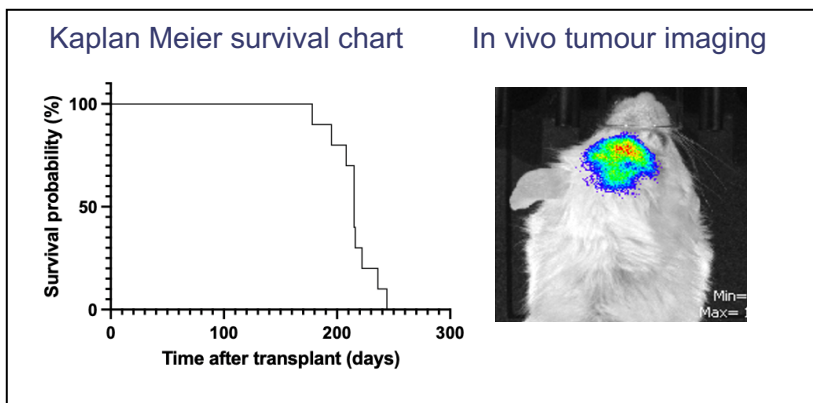 Kaplan Meier survival chart
In vivo tumour imaging
Survival probability (%)
100
50
0
0 100 200 300
Time after transplant (days)
Min=
Max=